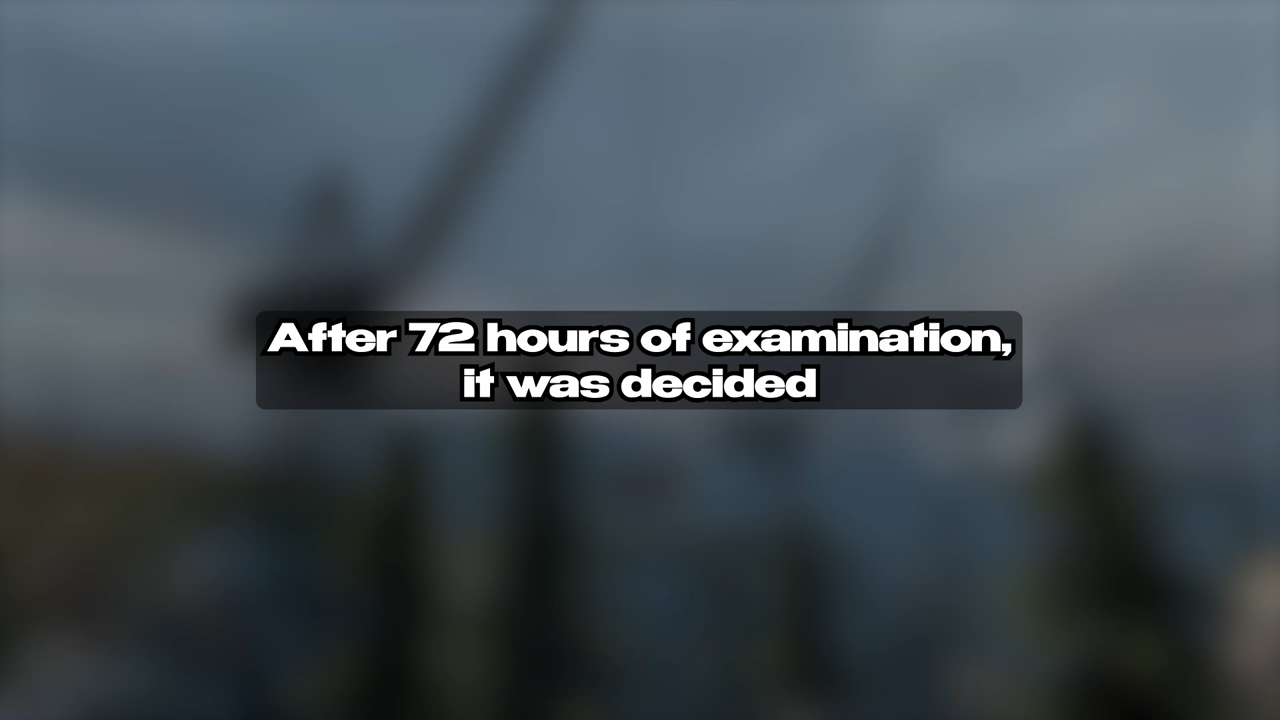 After 72 hours of examination,
it was decided